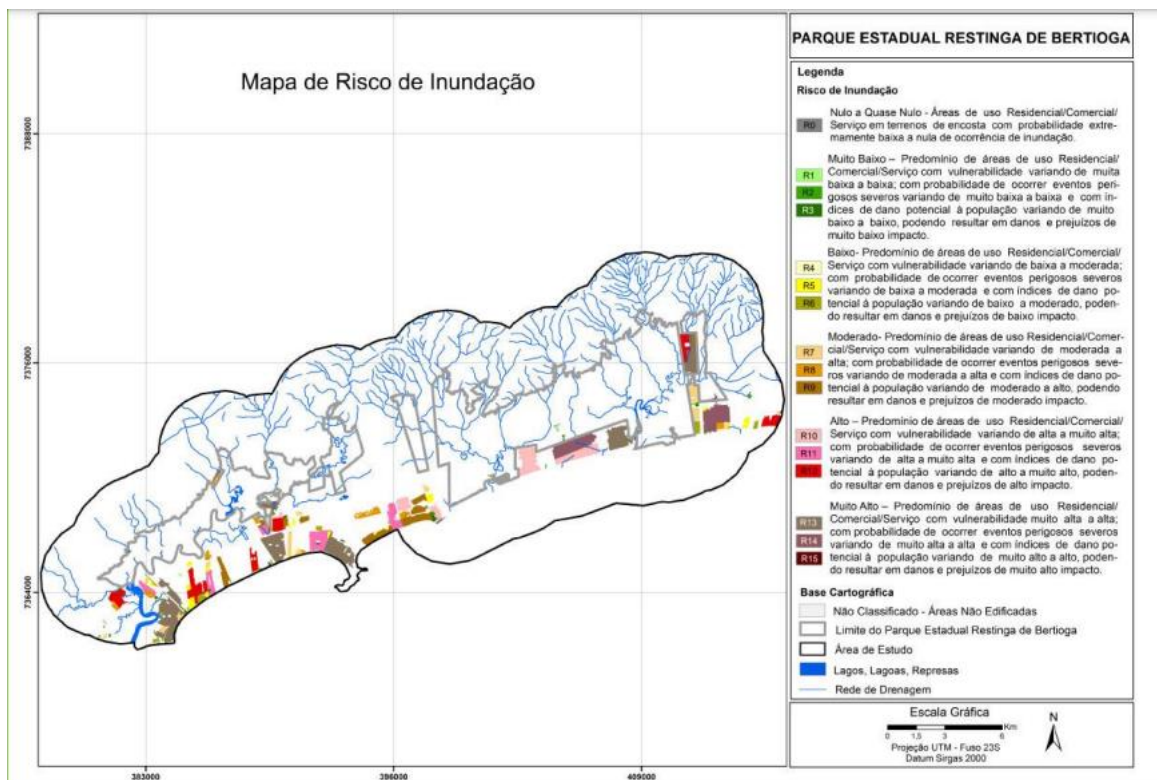 Mapa de Risco de Inundação
7388000
7376000
7364000
383000
396000
409000
PARQUE ESTADUAL RESTINGA DE BERTIOGA
Legenda
Risco de Inundação
R0
Nulo a Quase Nulo - Áreas de uso Residencial/Comercial/
Serviço em terrenos de encosta com probabilidade extre-
mamente baixa a nula de ocorrência de inundação.
R1
R2
R3
Muito Baixo – Predomínio de áreas de uso Residencial/
Comercial/Serviço com vulnerabilidade variando de muita
baixa a baixa; com probabilidade de ocorrer eventos peri-
gosos severos variando de muito baixa a baixa e com ín-
dices de dano potencial à população variando de muito
baixo a baixo, podendo resultar em danos e prejuízos de
muito baixo impacto.
R4
R5
R6
Baixo- Predomínio de áreas de uso Residencial/Comercial/
Serviço com vulnerabilidade variando de baixa a moderada;
com probabilidade de ocorrer eventos perigosos severos
variando de baixa a moderada e com índices de dano po-
tencial à população variando de baixo a moderado, poden-
do resultar em danos e prejuízos de baixo impacto.
R7
R8
R9
Moderado- Predomínio de áreas de uso Residencial/Comer-
cial/Serviço com vulnerabilidade variando de moderada a
alta; com probabilidade de ocorrer eventos perigosos seve-
ros variando de moderada a alta e com índices de dano po-
tencial à população variando de moderado a alto, podendo
resultar em danos e prejuízos de moderado impacto.
R10
R11
R12
Alto – Predomínio de áreas de uso Residencial/Comercial/
Serviço com vulnerabilidade variando de alta a muito alta;
com probabilidade de ocorrer eventos perigosos severos
variando de alta a muito alta e com índices de dano po-
tencial à população variando de alto a muito alto, poden-
do resultar em danos e prejuízos de alto impacto.
R13
R14
R15
Muito Alto – Predomínio de áreas de uso Residencial/
Comercial/Serviço com vulnerabilidade muito alta a alta;
com probabilidade de ocorrer eventos perigosos severos
variando de muito alta a alta e com índices de dano po-
tencial à população variando de muito alto a alto, poden-
do resultar em danos e prejuízos de muito alto impacto.
Base Cartográfica
Não Classificado - Áreas Não Edificadas
Limite do Parque Estadual Restinga de Bertioga
Área de Estudo
Lagos, Lagoas, Represas
Rede de Drenagem
Escala Gráfica
Km
0 1,5 3 6
N
Projeção UTM - Fuso 23S
Datum Sirgas 2000